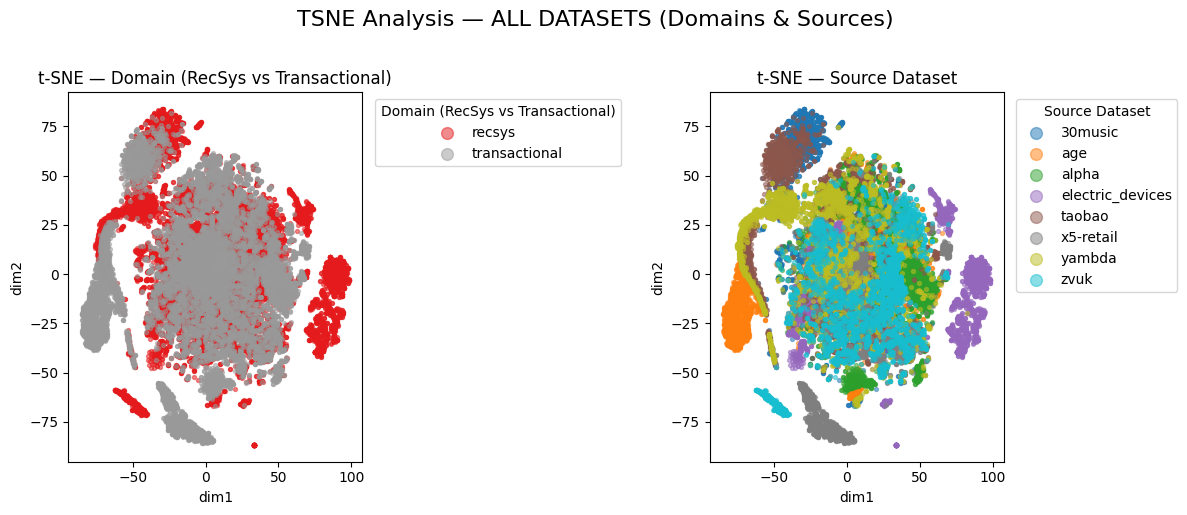 TSNE Analysis — ALL DATASETS (Domains & Sources)
t-SNE — Domain (RecSys vs Transactional)
dim2
75
50
25
0
−25
−50
−75
−50
0
50
100
dim1
Domain (RecSys vs Transactional)
recsys
transactional
t-SNE — Source Dataset
dim2
75
50
25
0
−25
−50
−75
−50
0
50
100
dim1
Source Dataset
30music
age
alpha
electric_devices
taobao
x5-retail
yambda
zvuk